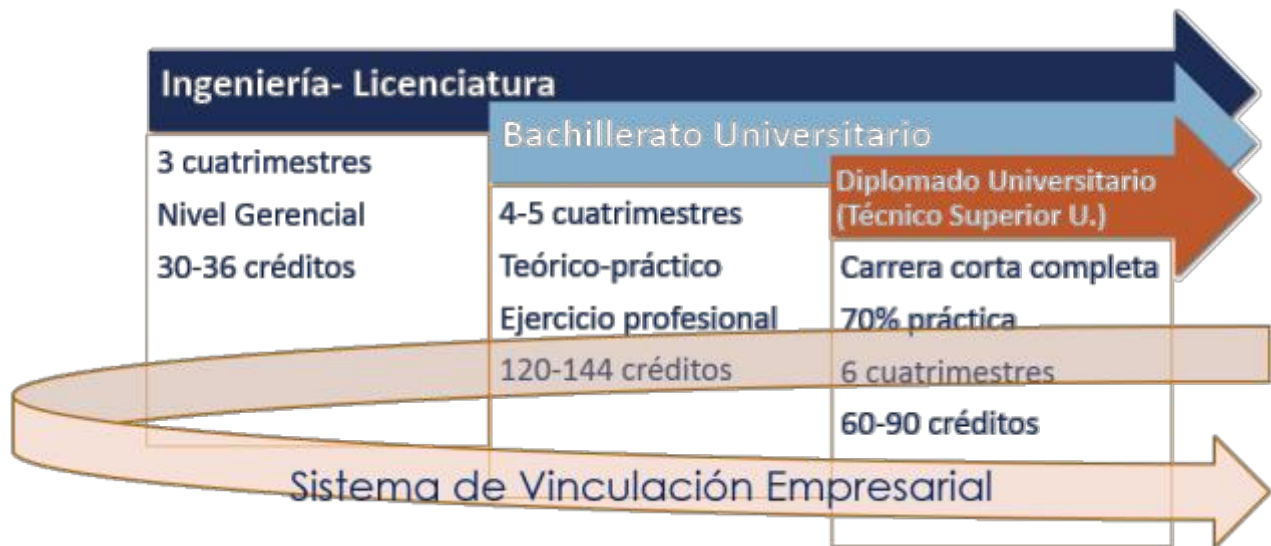 Ingeniería- Licenciatura
3 cuatrimestres
Nivel Gerencial
30-36 créditos
Bachillerato Universitario
4-5 cuatrimestres
Teórico-práctico
Ejercicio profesional
120-144 créditos
Diplomado Universitario
(Técnico Superior U.)
Carrera corta completa
70% práctica
6 cuatrimestres
60-90 créditos
Sistema de Vinculación Empresarial